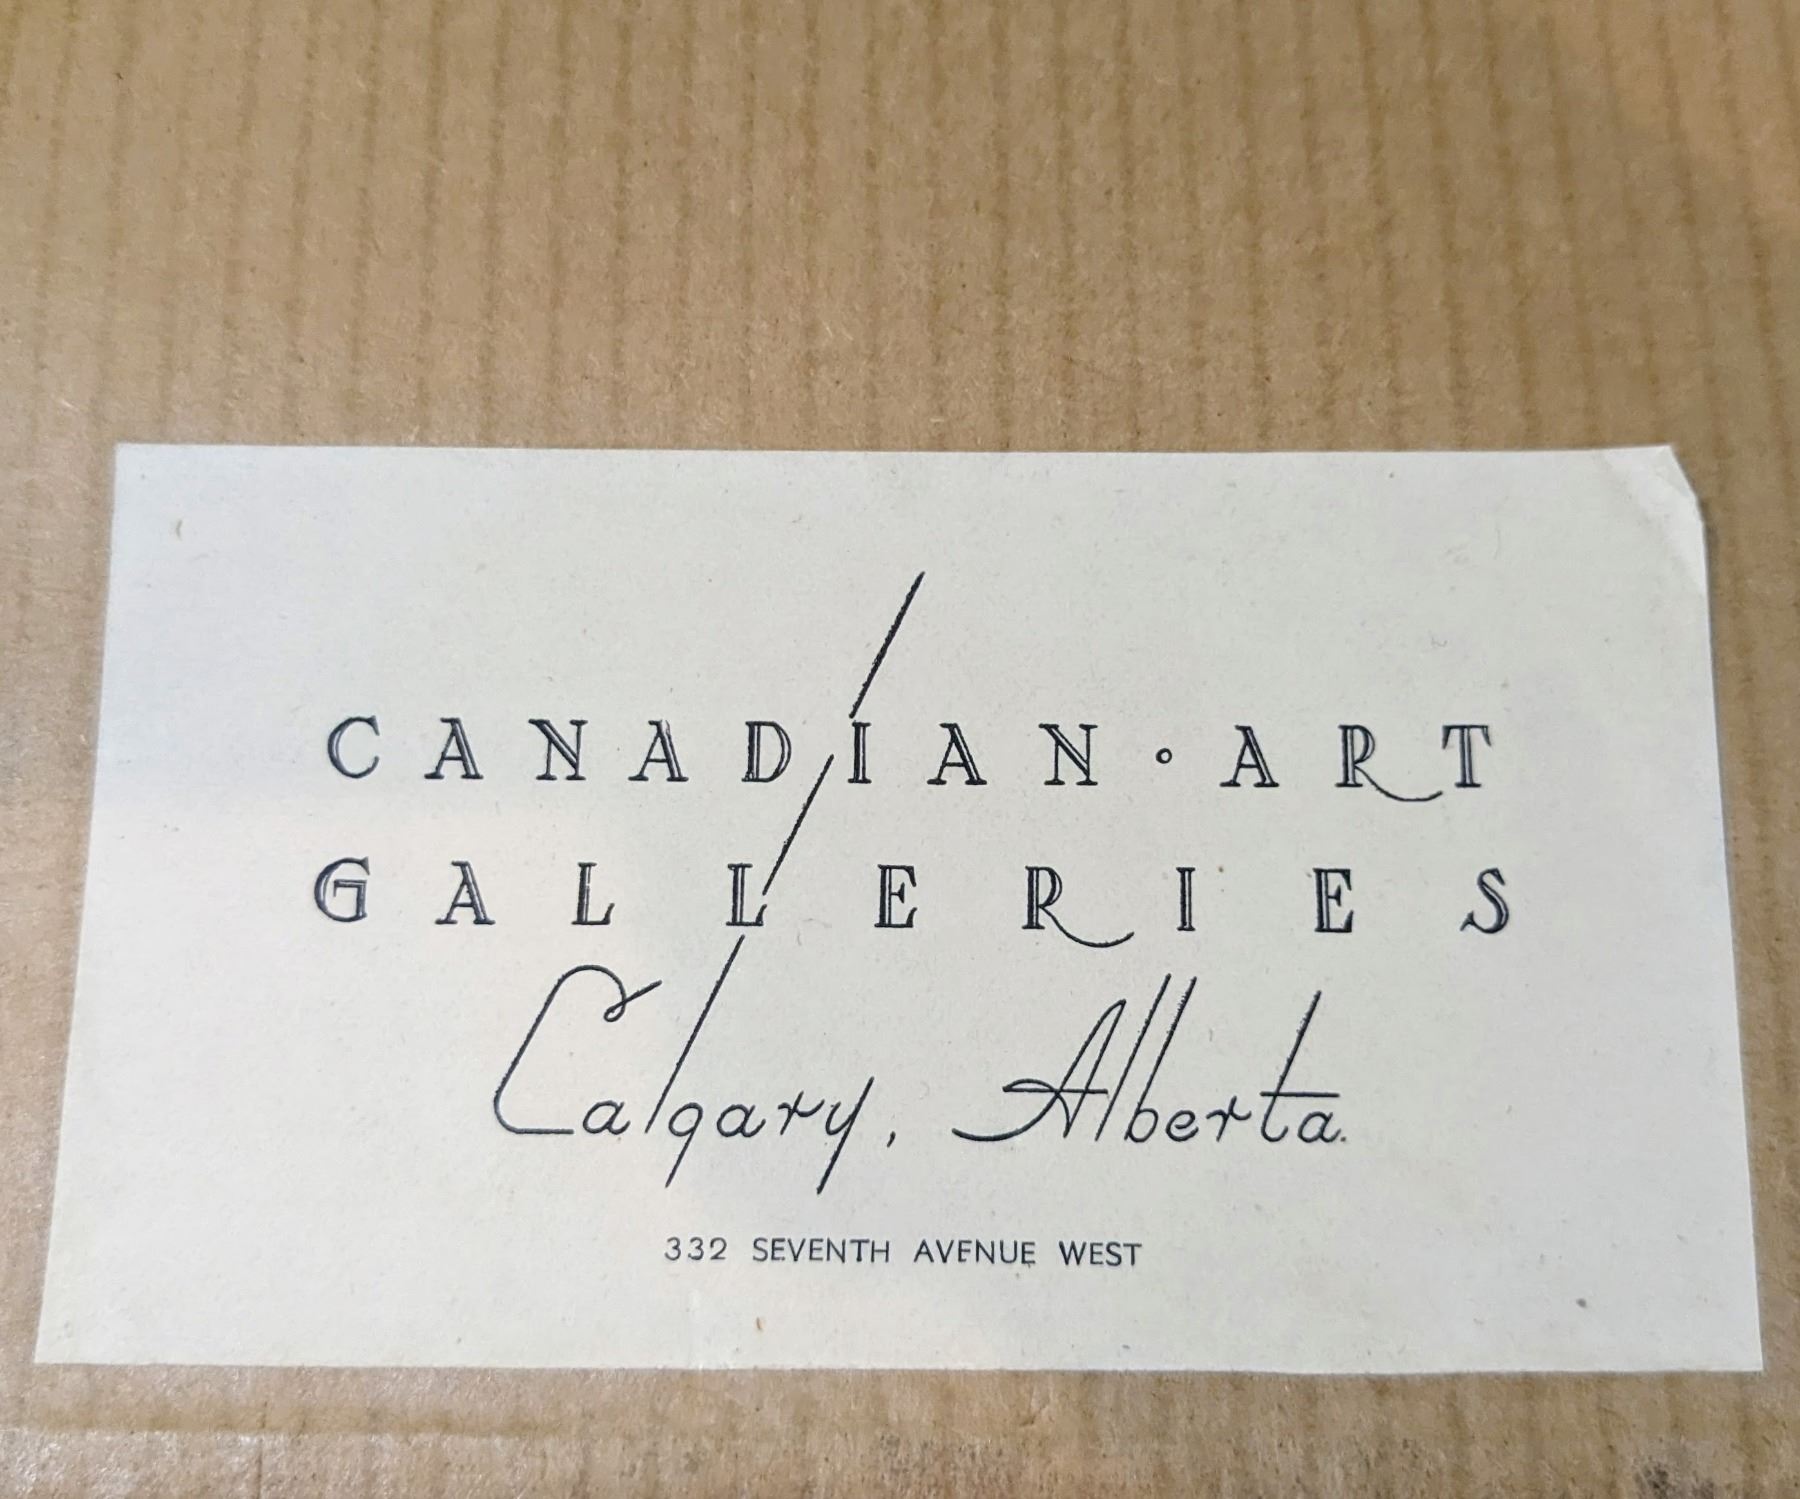 CANADIAN · ART
GALLERIES
Calgary, Alberta.
332 SEVENTH AVENUE WEST